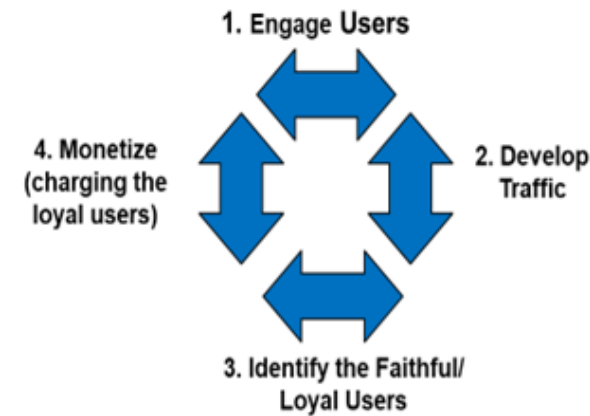 1. Engage Users
2. Develop
Traffic
3. Identify the Faithful/
Loyal Users
4. Monetize
(charging the
loyal users)